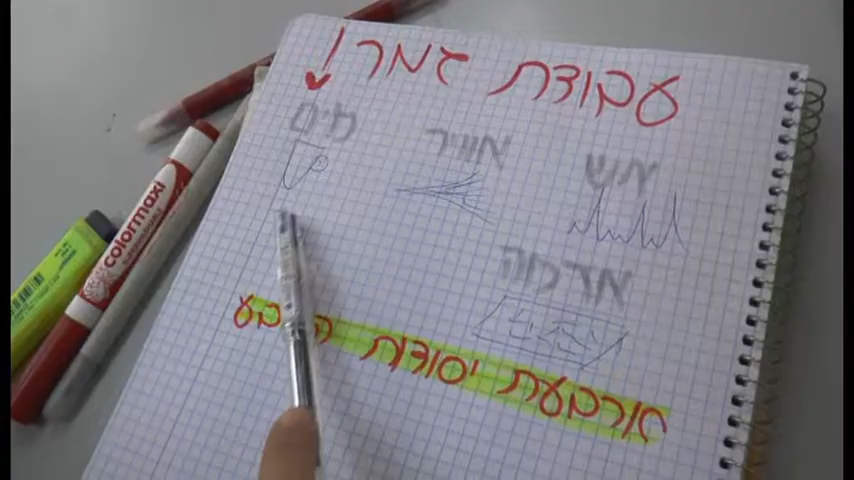 עבודת גמר!
מים
אוויר
אש
אדמה
ארבעת יסודות
colormaxi